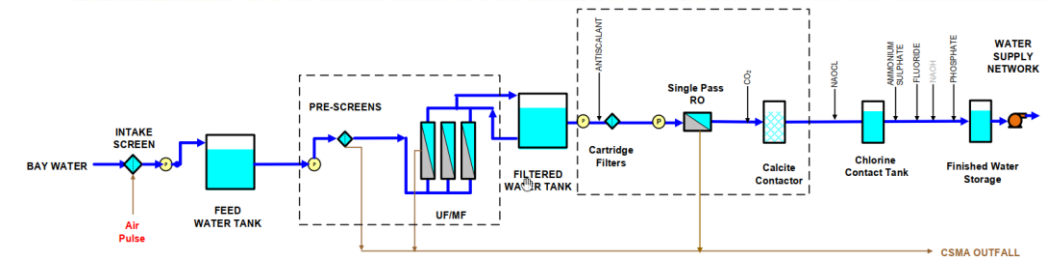 BAY WATER
INTAKE
SCREEN
P
Air
Pulse
FEED
WATER TANK
P
PRE-SCREENS
UF/MF
FILTERED
WATER TANK
P
ANTISCALANT
Cartridge
Filters
P
Single Pass
RO
CO₂
Calcite
Contactor
NAOCL
Chlorine
Contact Tank
AMMONIUM
SULPHATE
FLUORIDE
NAOH
PHOSPHATE
Finished Water
Storage
WATER
SUPPLY
NETWORK
CSMA OUTFALL